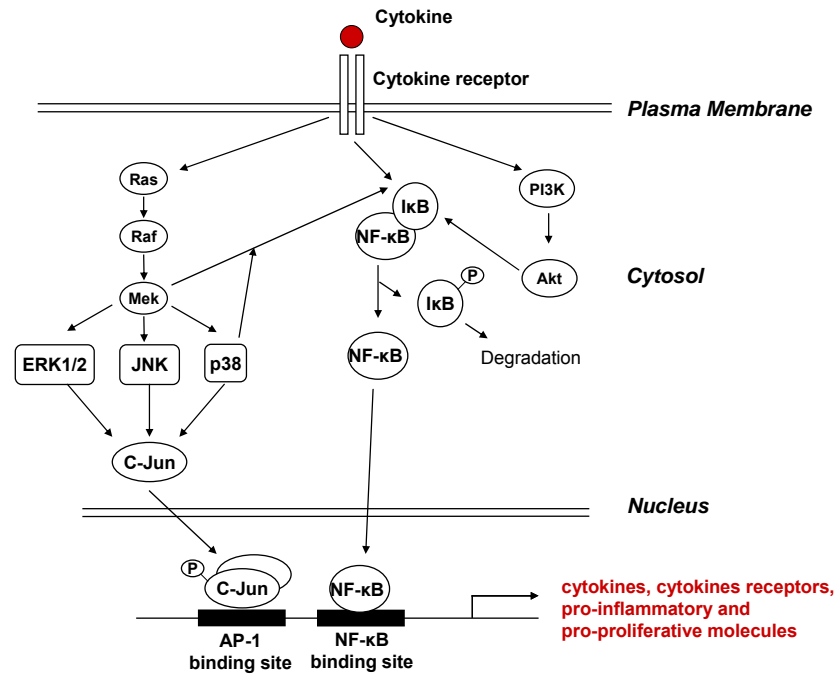 Cytokine
Cytokine receptor
Plasma Membrane
Ras
PI3K
IκB
Raf
NF-κB
Cytosol
Akt
P
Mek
IκB
NF-κB
Degradation
ERK1/2
JNK
p38
C-Jun
Nucleus
P
C-Jun
NF-κB
cytokines, cytokines receptors,
pro-inflammatory and
pro-proliferative molecules
AP-1
binding site
NF-κB
binding site